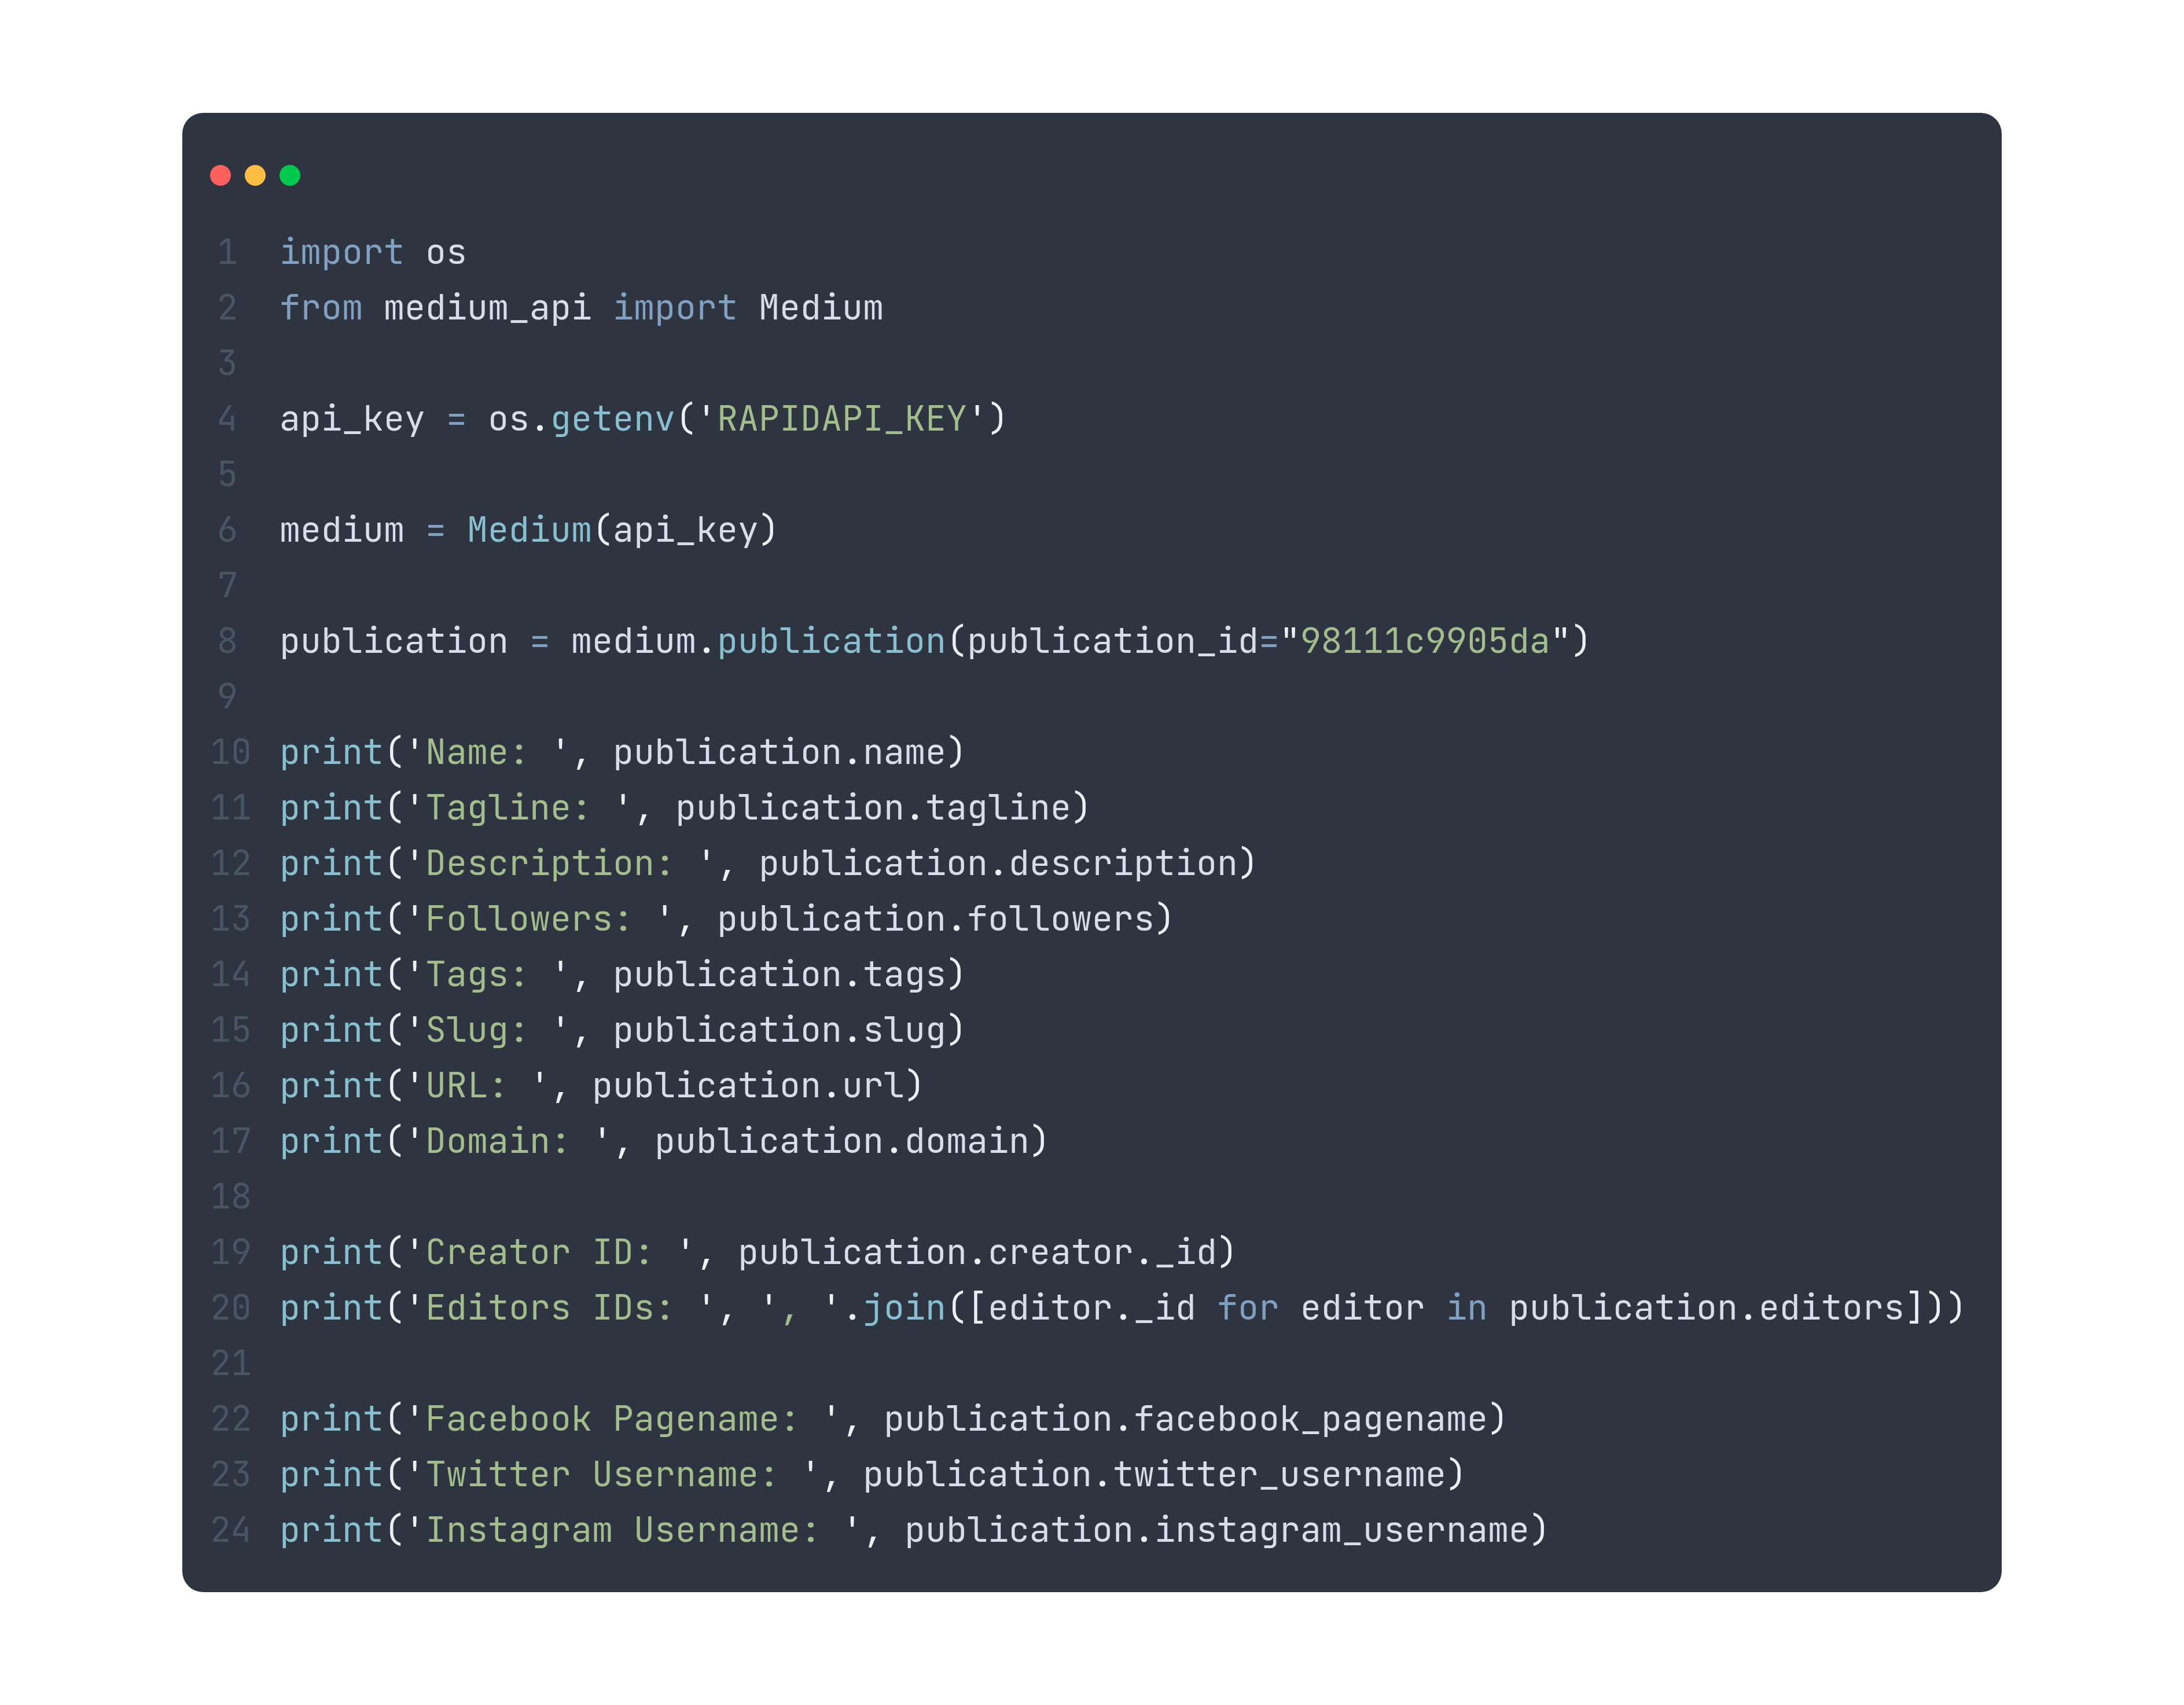 1 import os
2 from medium_api import Medium
3
4 api_key = os.getenv('RAPIDAPI_KEY')
5
6 medium = Medium(api_key)
7
8 publication = medium.publication(publication_id="98111c9905da")
9
10 print('Name: ', publication.name)
11 print('Tagline: ', publication.tagline)
12 print('Description: ', publication.description)
13 print('Followers: ', publication.followers)
14 print('Tags: ', publication.tags)
15 print('Slug: ', publication.slug)
16 print('URL: ', publication.url)
17 print('Domain: ', publication.domain)
18
19 print('Creator ID: ', publication.creator._id)
20 print('Editors IDs: ', ', '.join([editor._id for editor in publication.editors]))
21
22 print('Facebook Pagename: ', publication.facebook_pagename)
23 print('Twitter Username: ', publication.twitter_username)
24 print('Instagram Username: ', publication.instagram_username)